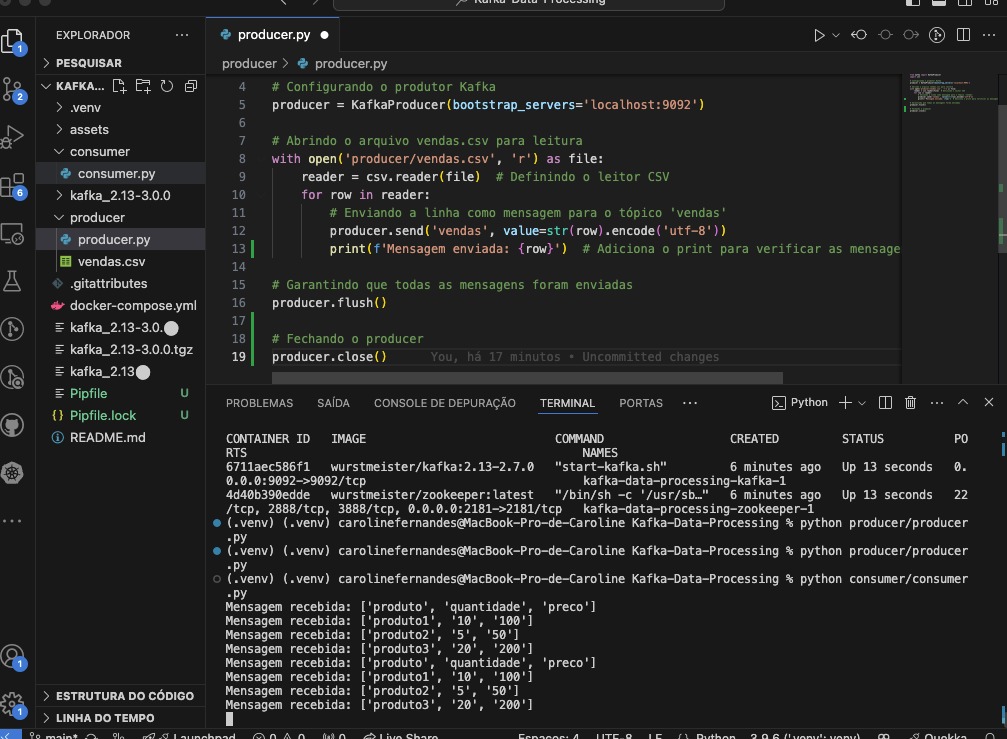 Kafka-Data-Processing
EXPLORADOR
PESQUISAR
KAFKA...
.venv
assets
consumer
consumer.py
kafka_2.13-3.0.0
producer
producer.py
vendas.csv
.gitattributes
docker-compose.yml
kafka_2.13-3.0.
kafka_2.13-3.0.0.tgz
kafka_2.13
Pipfile U
Pipfile.lock U
README.md
ESTRUTURA DO CÓDIGO
LINHA DO TEMPO
1
2
6
1
1
producer.py
producer > producer.py
4 # Configurando o produtor Kafka
5 producer = KafkaProducer(bootstrap_servers='localhost:9092')
6
7 # Abrindo o arquivo vendas.csv para leitura
8 with open('producer/vendas.csv', 'r') as file:
9 reader = csv.reader(file) # Definindo o leitor CSV
10 for row in reader:
11 # Enviando a linha como mensagem para o tópico 'vendas'
12 producer.send('vendas', value=str(row).encode('utf-8'))
13 print(f'Mensagem enviada: {row}') # Adiciona o print para verificar as mensage
14
15 # Garantindo que todas as mensagens foram enviadas
16 producer.flush()
17
18 # Fechando o producer
19 producer.close() You, há 17 minutos • Uncommitted changes
PROBLEMAS SAÍDA CONSOLE DE DEPURAÇÃO TERMINAL PORTAS ... Python
CONTAINER ID IMAGE COMMAND CREATED STATUS PO
RTS NAMES
6711aec586f1 wurstmeister/kafka:2.13-2.7.0 "start-kafka.sh" 6 minutes ago Up 13 seconds 0.
0.0.0:9092->9092/tcp kafka-data-processing-kafka-1
4d40b390edde wurstmeister/zookeeper:latest "/bin/sh -c '/usr/sb…" 6 minutes ago Up 13 seconds 22
/tcp, 2888/tcp, 3888/tcp, 0.0.0.0:2181->2181/tcp kafka-data-processing-zookeeper-1
(.venv) (.venv) carolinefernandes@MacBook-Pro-de-Caroline Kafka-Data-Processing % python producer/producer
.py
(.venv) (.venv) carolinefernandes@MacBook-Pro-de-Caroline Kafka-Data-Processing % python producer/producer
.py
(.venv) (.venv) carolinefernandes@MacBook-Pro-de-Caroline Kafka-Data-Processing % python consumer/consumer
.py
Mensagem recebida: ['produto', 'quantidade', 'preco']
Mensagem recebida: ['produto1', '10', '100']
Mensagem recebida: ['produto2', '5', '50']
Mensagem recebida: ['produto3', '20', '200']
Mensagem recebida: ['produto', 'quantidade', 'preco']
Mensagem recebida: ['produto1', '10', '100']
Mensagem recebida: ['produto2', '5', '50']
Mensagem recebida: ['produto3', '20', '200']
main* Launchpad 0 0 0 Live Share Espaços: 4 UTF-8 LF Python 3.9.6 ('.venv': venv) Quokka